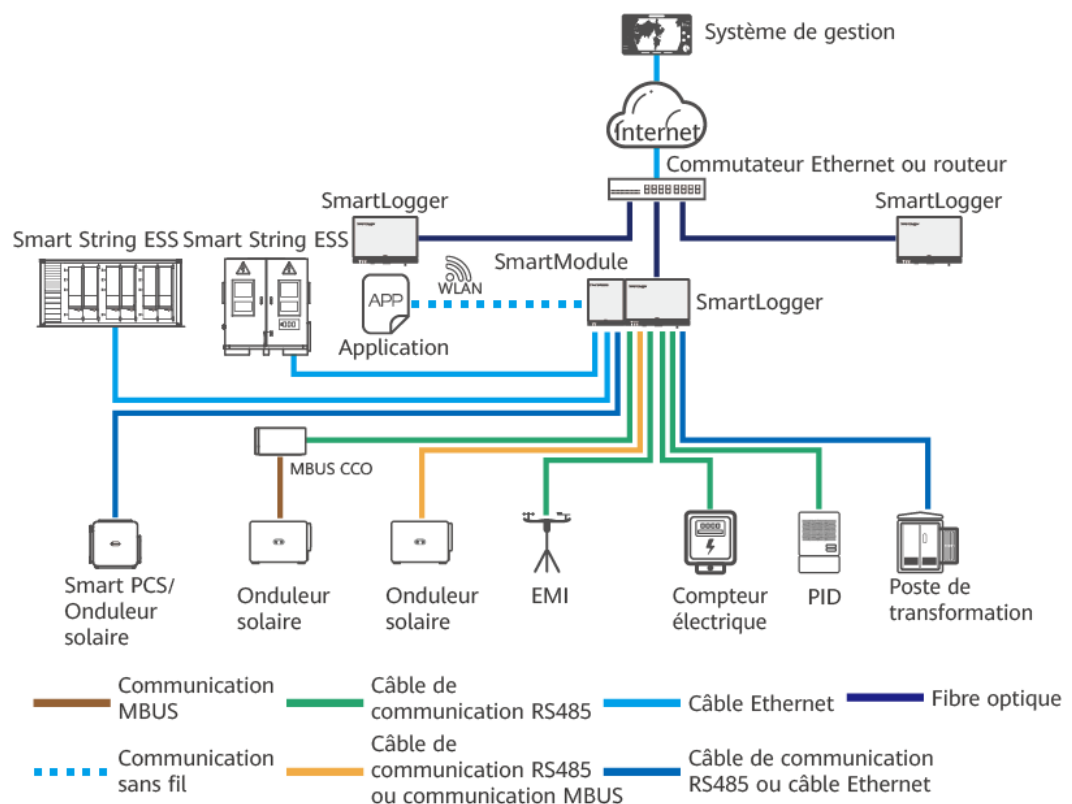 Système de gestion
Internet
Commutateur Ethernet ou routeur
SmartLogger
SmartLogger
Smart String ESS
Smart String ESS
WLAN
SmartModule
APP
SmartLogger
Application
MBUS CCO
Smart PCS/
Onduleur
solaire
Onduleur
solaire
Onduleur
solaire
EMI
Compteur
électrique
PID
Poste de
transformation
Communication
MBUS
Câble de
communication RS485
Câble Ethernet
Fibre optique
Communication
sans fil
Câble de
communication RS485
ou communication MBUS
Câble de communication
RS485 ou câble Ethernet